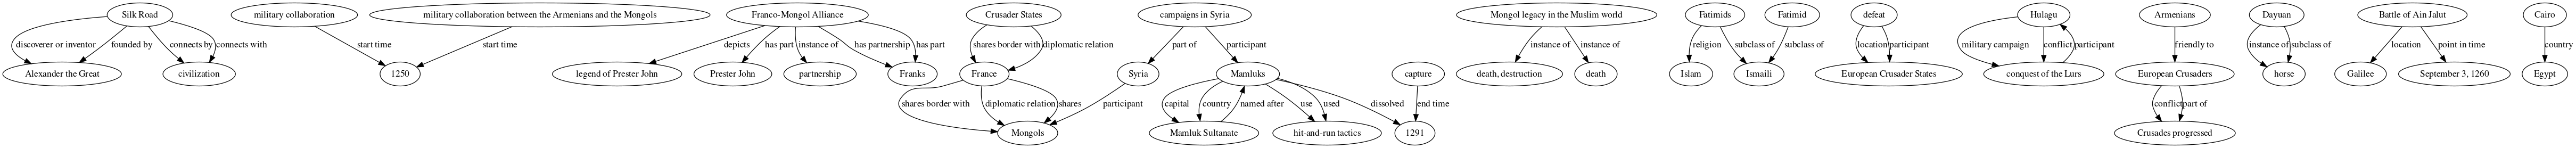 Silk Road
military collaboration
military collaboration between the Armenians and the Mongols
Franco-Mongol Alliance
Crusader States
campaigns in Syria
Mongol legacy in the Muslim world
Fatimids
Fatimid
defeat
Hulagu
Armenians
Dayuan
Battle of Ain Jalut
Cairo
discoverer or inventor
founded by
connects by
connects with
start time
start time
depicts
has part
instance of
has partnership
has part
shares border with
diplomatic relation
part of
participant
instance of
instance of
religion
subclass of
subclass of
location
participant
military campaign
conflict
participant
friendly to
instance of
subclass of
location
point in time
country
Alexander the Great
civilization
1250
legend of Prester John
Prester John
partnership
Franks
France
Syria
Mamluks
capture
death, destruction
death
Islam
Ismaili
European Crusader States
conquest of the Lurs
European Crusaders
horse
Galilee
September 3, 1260
Egypt
shares border with
diplomatic relation
shares
participant
capital
country
named after
use
used
dissolved
end time
conflict
part of
Mongols
Mamluk Sultanate
hit-and-run tactics
1291
Crusades progressed